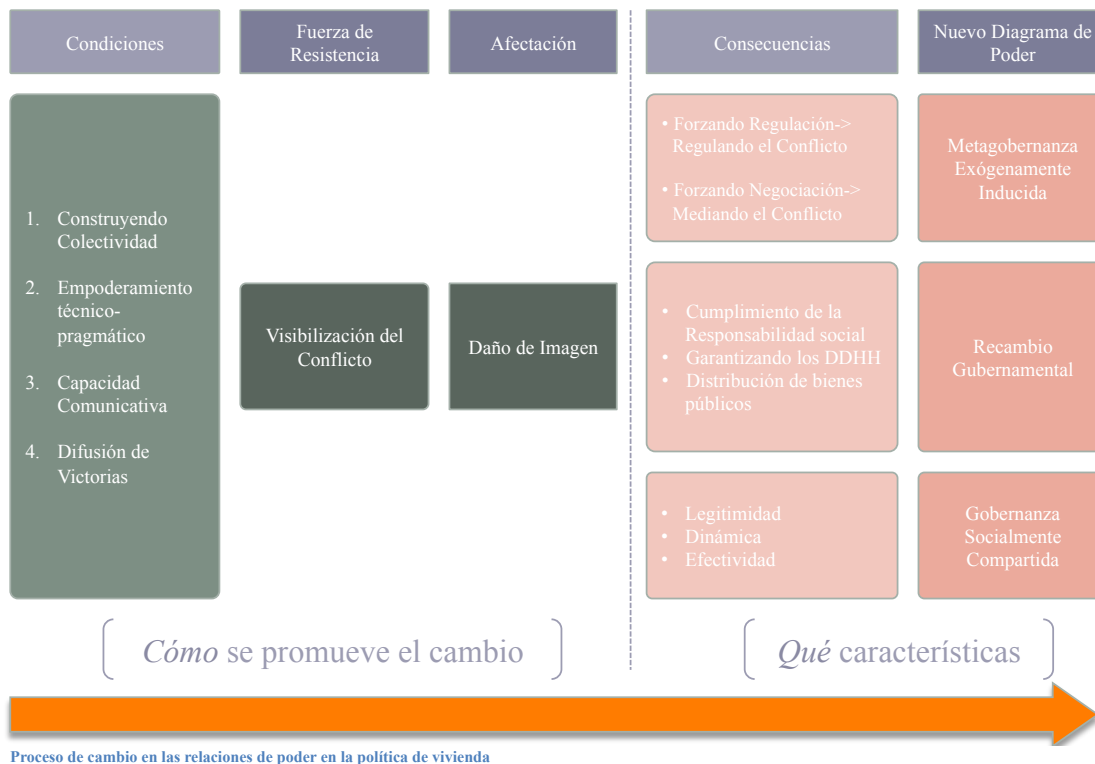 Condiciones
Fuerza de
Resistencia
Afectación
Consecuencias
Nuevo Diagrama de
Poder
1. Construyendo
Colectividad
2. Empoderamiento
técnico-
pragmático
3. Capacidad
Comunicativa
4. Difusión de
Victorias
Visibilización del
Conflicto
Daño de Imagen
• Forzando Regulación->
Regulando el Conflicto
• Forzando Negociación->
Mediando el Conflicto
Metagobernanza
Exógenamente
Inducida
• Cumplimiento de la
Responsabilidad social
• Garantizando los DDHH
• Distribución de bienes
públicos
Recambio
Gubernamental
• Legitimidad
• Dinámica
• Efectividad
Gobernanza
Socialmente
Compartida
Cómo se promueve el cambio
Qué características
Proceso de cambio en las relaciones de poder en la política de vivienda